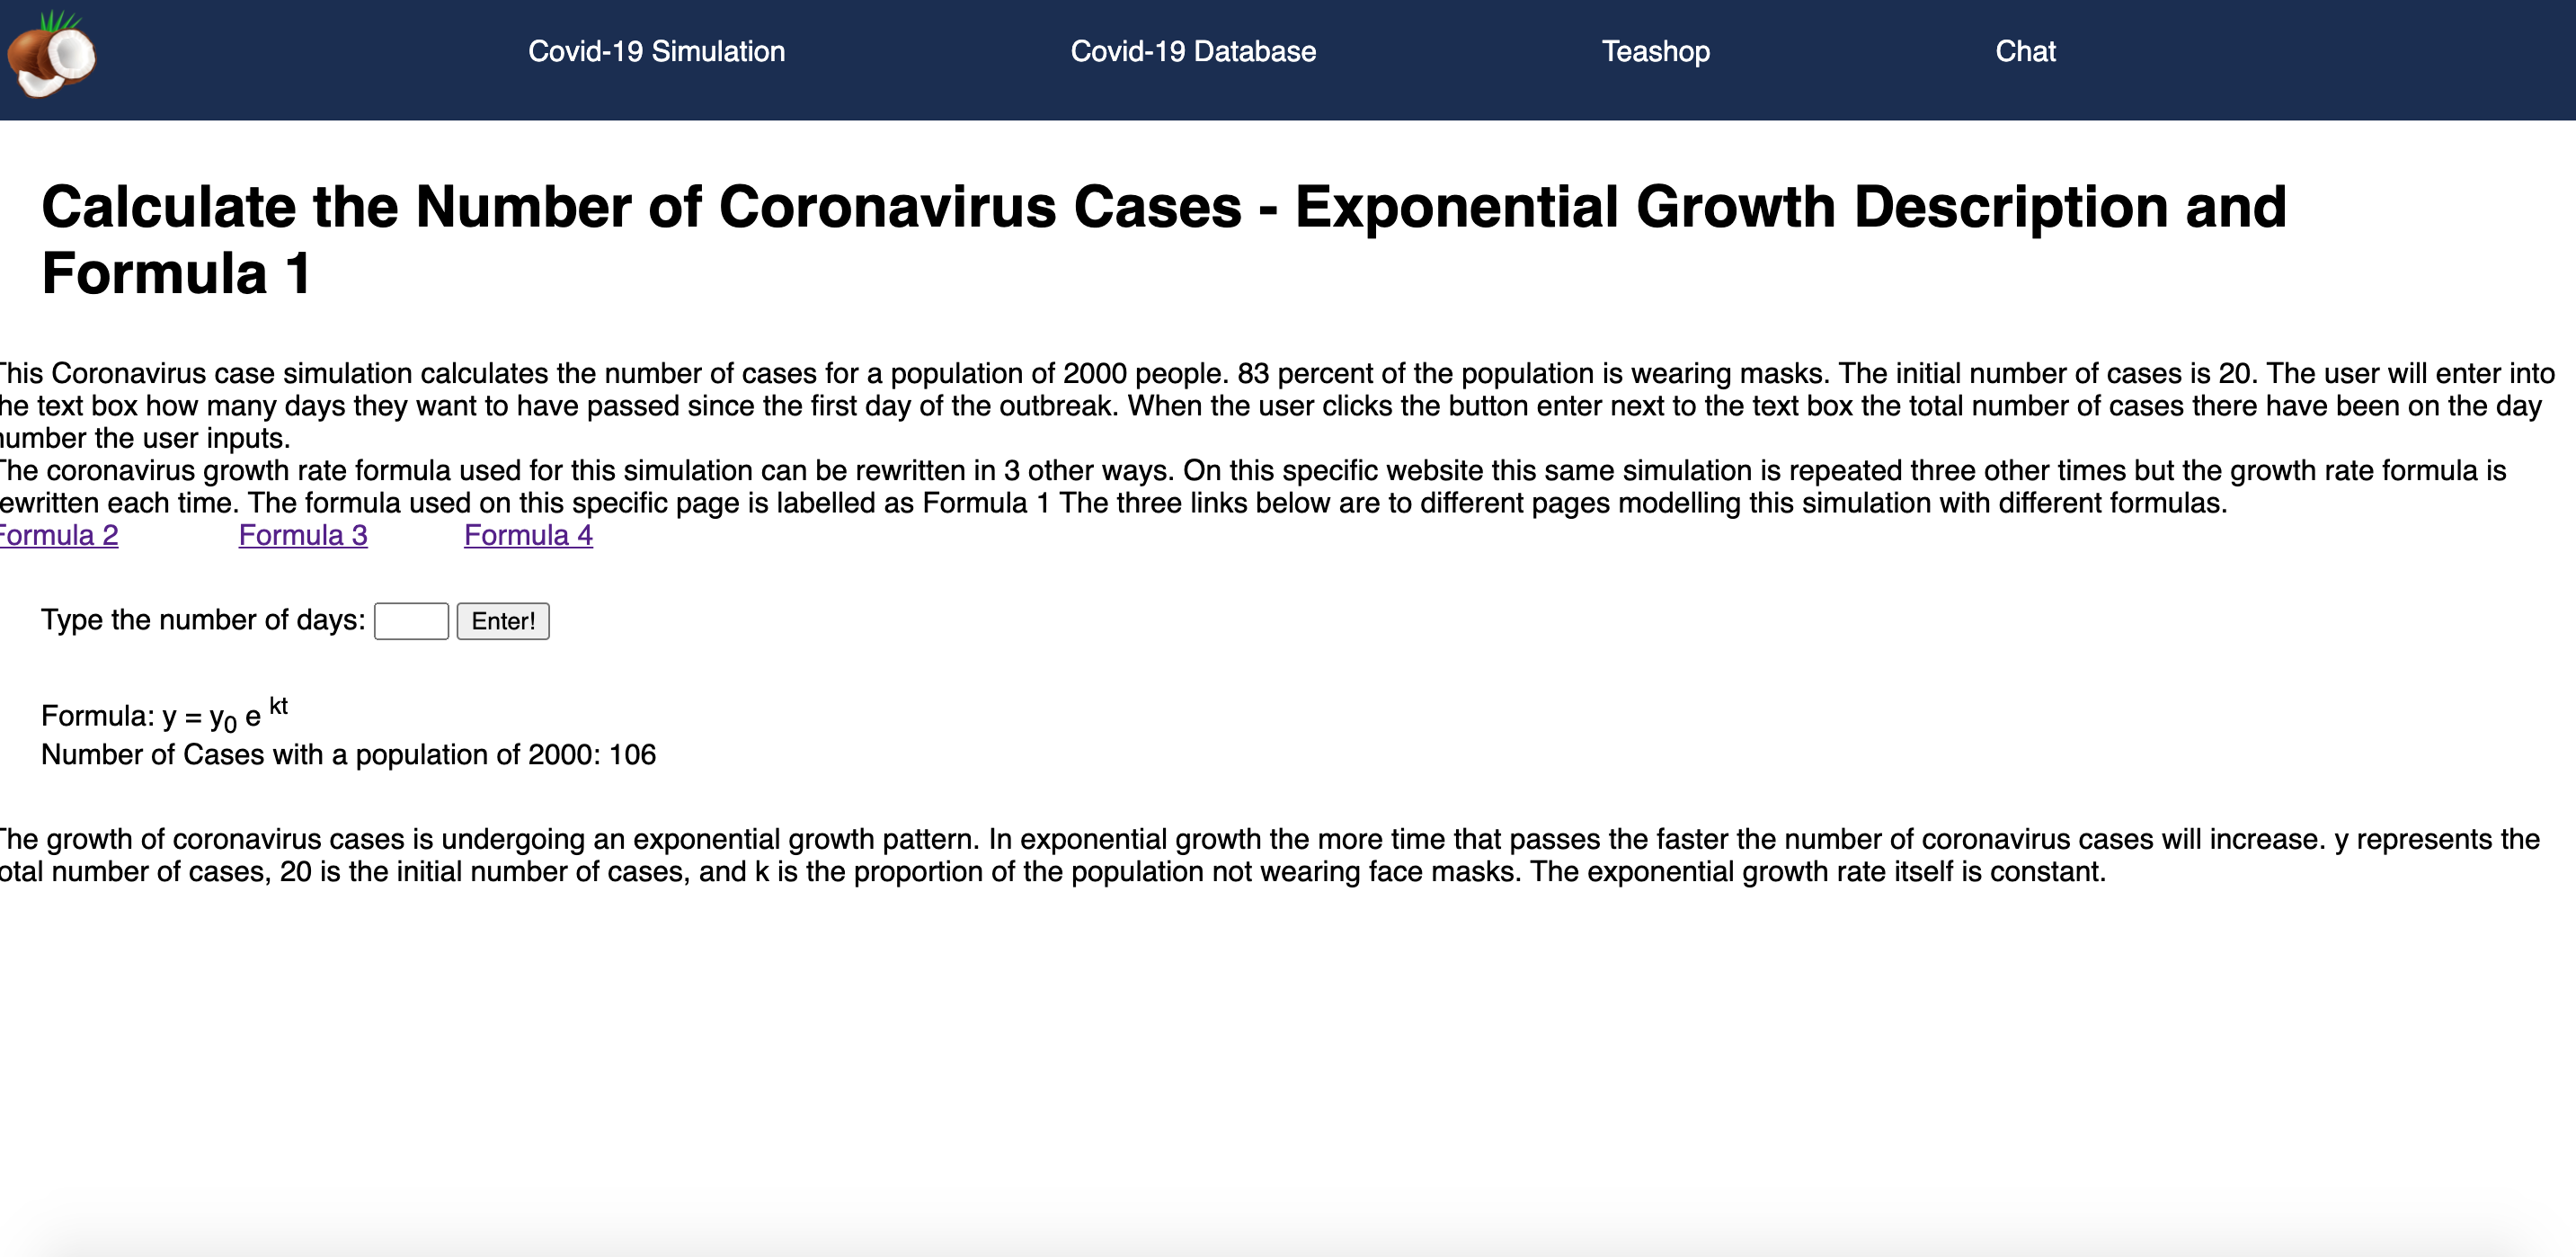 Covid-19 Simulation Covid-19 Database Teashop Chat
Calculate the Number of Coronavirus Cases - Exponential Growth Description and
Formula 1
This Coronavirus case simulation calculates the number of cases for a population of 2000 people. 83 percent of the population is wearing masks. The initial number of cases is 20. The user will enter into
the text box how many days they want to have passed since the first day of the outbreak. When the user clicks the button enter next to the text box the total number of cases there have been on the day
number the user inputs.
The coronavirus growth rate formula used for this simulation can be rewritten in 3 other ways. On this specific website this same simulation is repeated three other times but the growth rate formula is
rewritten each time. The formula used on this specific page is labelled as Formula 1 The three links below are to different pages modelling this simulation with different formulas.
Formula 2 Formula 3 Formula 4
Type the number of days: Enter!
Formula: y = y₀ e ᵏᵗ
Number of Cases with a population of 2000: 106
The growth of coronavirus cases is undergoing an exponential growth pattern. In exponential growth the more time that passes the faster the number of coronavirus cases will increase. y represents the
total number of cases, 20 is the initial number of cases, and k is the proportion of the population not wearing face masks. The exponential growth rate itself is constant.